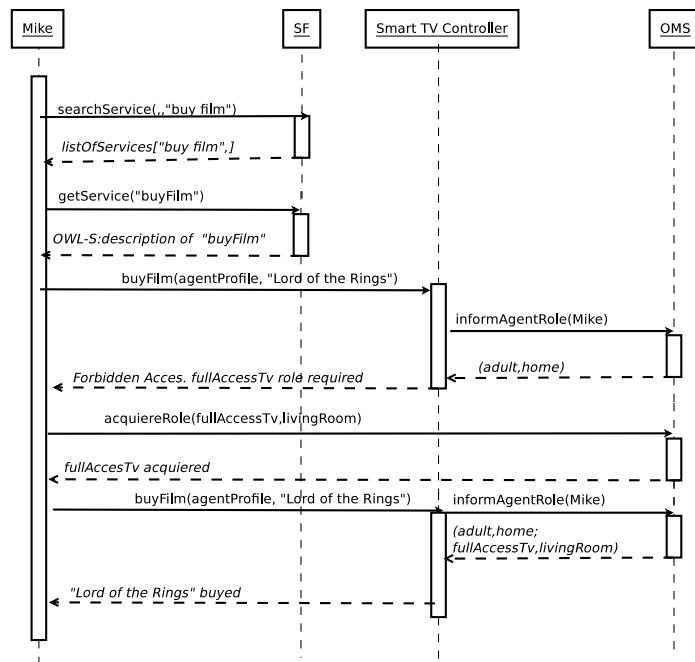 Mike
SF
Smart TV Controller
OMS
searchService(,,"buy film")
listOfServices["buy film",]
getService("buyFilm")
OWL-S:description of "buyFilm"
buyFilm(agentProfile, "Lord of the Rings")
informAgentRole(Mike)
(adult,home)
Forbidden Acces. fullAccessTv role required
acquiereRole(fullAccessTv,livingRoom)
fullAccesTv acquiered
buyFilm(agentProfile, "Lord of the Rings")
informAgentRole(Mike)
(adult,home;
fullAccessTv,livingRoom)
"Lord of the Rings" buyed